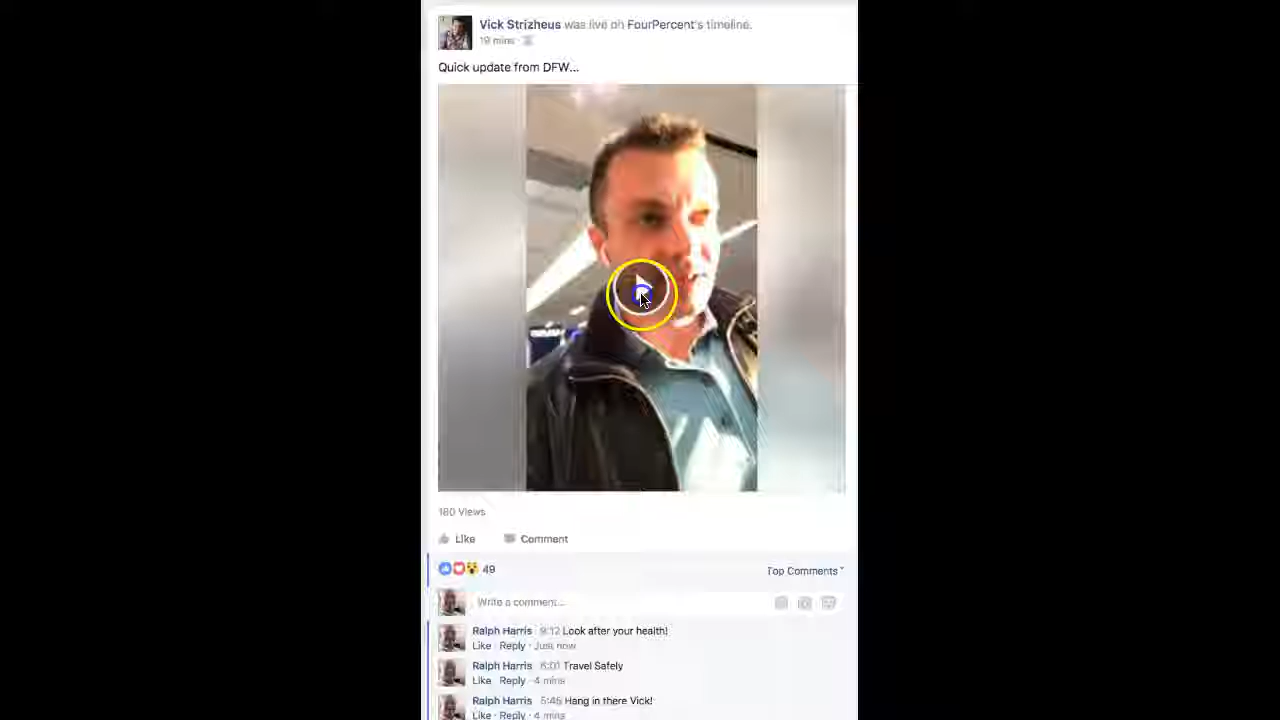 Vick Strizheus was live on FourPercent's timeline.
19 mins ·
Quick update from DFW...
180 Views
Like Comment
49
Top Comments
Write a comment...
Ralph Harris 9:12 Look after your health!
Like · Reply · Just now
Ralph Harris 6:01 Travel Safely
Like · Reply · 4 mins
Ralph Harris 5:45 Hang in there Vick!
Like · Reply · 4 mins